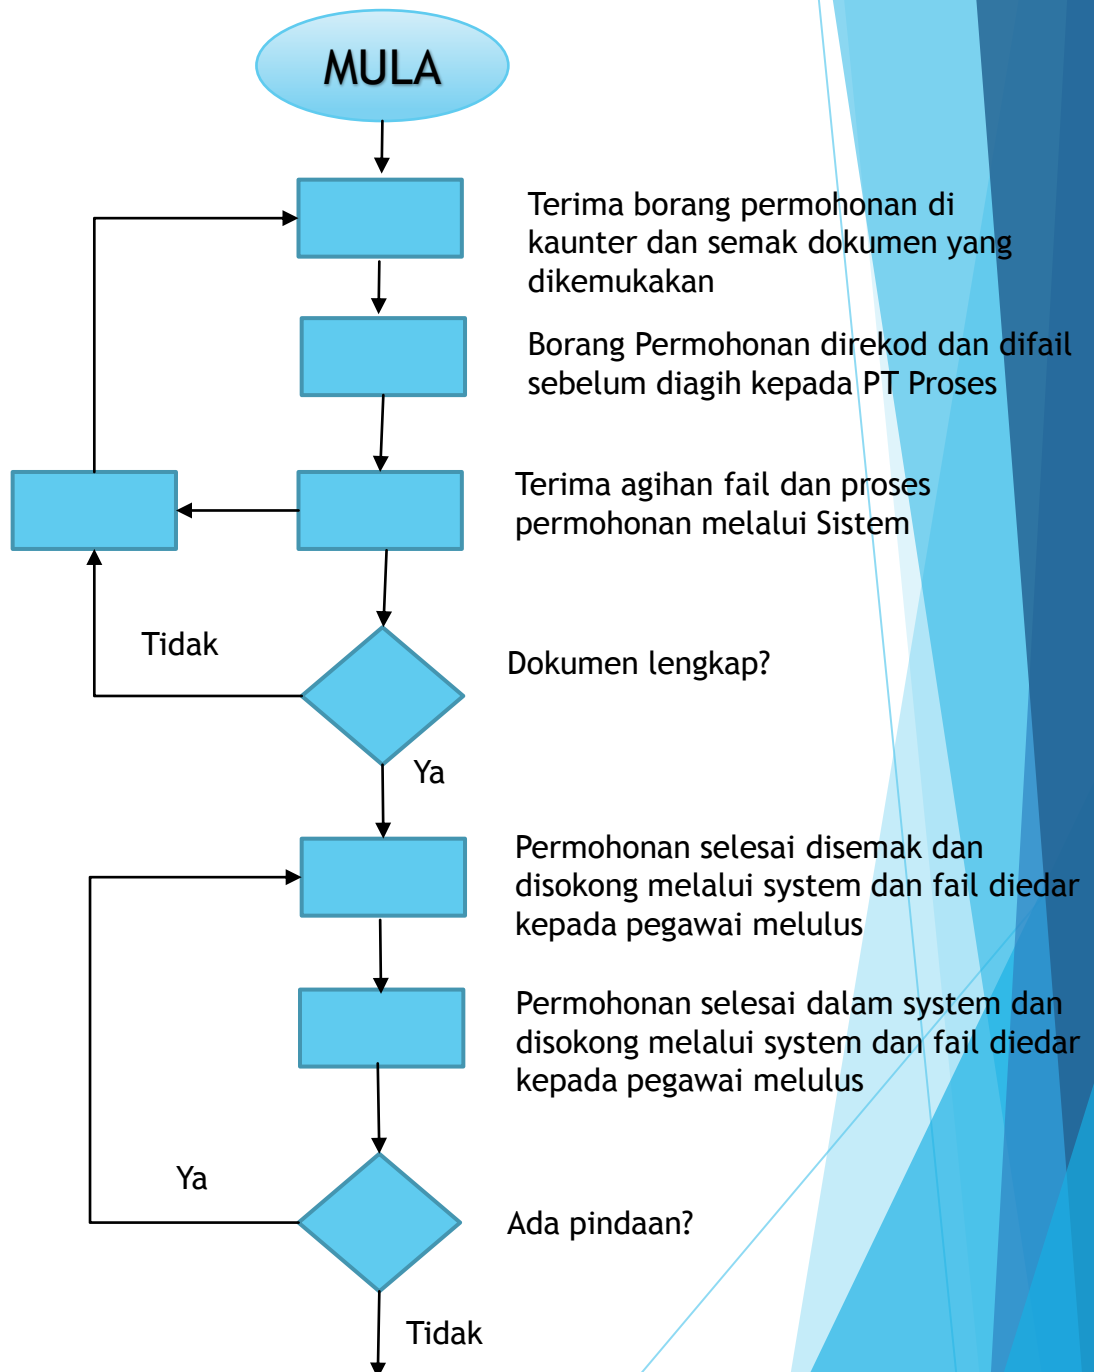 MULA
Terima borang permohonan di
kaunter dan semak dokumen yang
dikemukakan
Borang Permohonan direkod dan difail
sebelum diagih kepada PT Proses
Terima agihan fail dan proses
permohonan melalui Sistem
Tidak
Dokumen lengkap?
Ya
Permohonan selesai disemak dan
disokong melalui system dan fail diedar
kepada pegawai melulus
Permohonan selesai dalam system dan
disokong melalui system dan fail diedar
kepada pegawai melulus
Ya
Ada pindaan?
Tidak